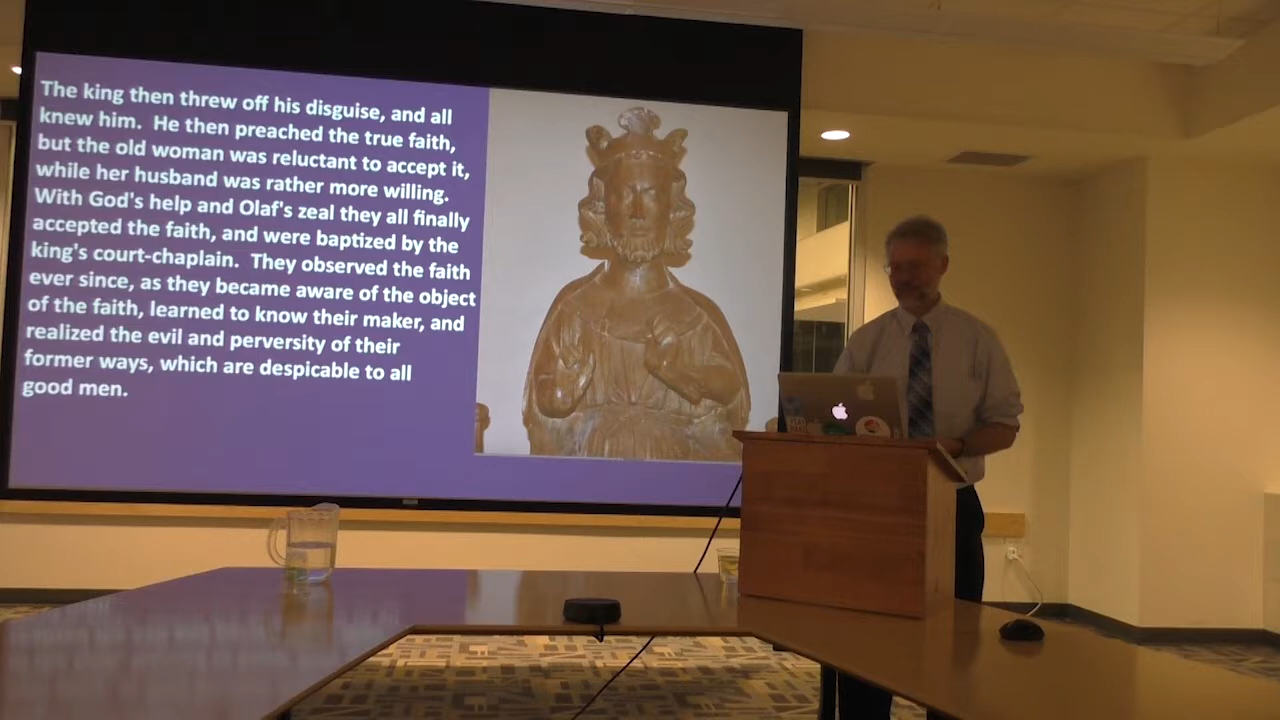 The king then threw off his disguise, and all
knew him.  He then preached the true faith,
but the old woman was reluctant to accept it,
while her husband was rather more willing.
With God's help and Olaf's zeal they all finally
accepted the faith, and were baptized by the
king's court-chaplain.  They observed the faith
ever since, as they became aware of the object
of the faith, learned to know their maker, and
realized the evil and perversity of their
former ways, which are despicable to all
good men.